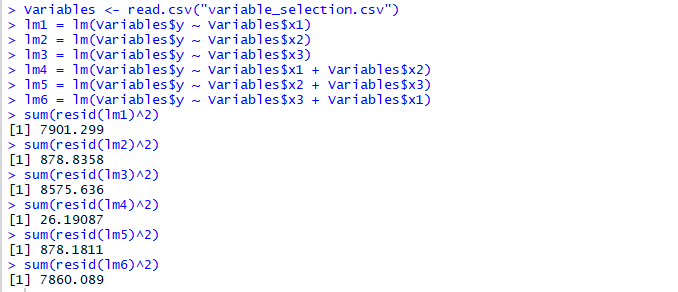 > Variables <- read.csv("variable_selection.csv")
> lm1 = lm(Variables$y ~ Variables$x1)
> lm2 = lm(Variables$y ~ Variables$x2)
> lm3 = lm(Variables$y ~ Variables$x3)
> lm4 = lm(Variables$y ~ Variables$x1 + Variables$x2)
> lm5 = lm(Variables$y ~ Variables$x2 + Variables$x3)
> lm6 = lm(Variables$y ~ Variables$x3 + Variables$x1)
> sum(resid(lm1)^2)
[1] 7901.299
> sum(resid(lm2)^2)
[1] 878.8358
> sum(resid(lm3)^2)
[1] 8575.636
> sum(resid(lm4)^2)
[1] 26.19087
> sum(resid(lm5)^2)
[1] 878.1811
> sum(resid(lm6)^2)
[1] 7860.089